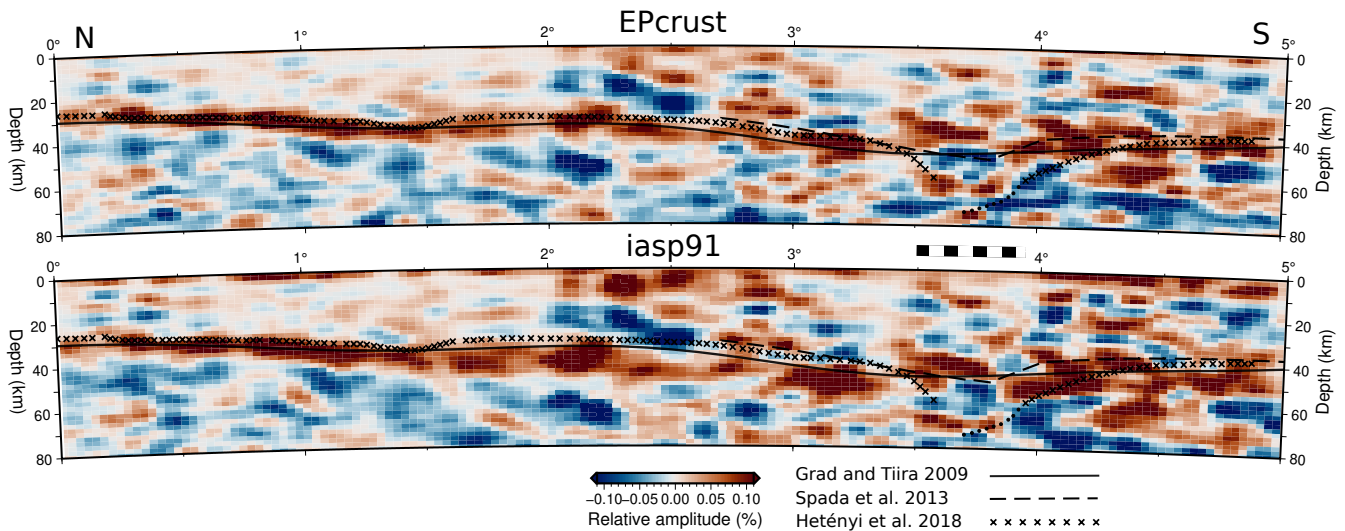 EPcrust
N S
0° 1° 2° 3° 4° 5°
0 0
20 20
40 40
60 60
80 80
Depth (km) Depth (km)
iasp91
0° 1° 2° 3° 4° 5°
0 0
20 20
40 40
60 60
80 80
Depth (km) Depth (km)
−0.10 −0.05 0.00 0.05 0.10
Relative amplitude (%)
Grad and Tiira 2009
Spada et al. 2013
Hetényi et al. 2018